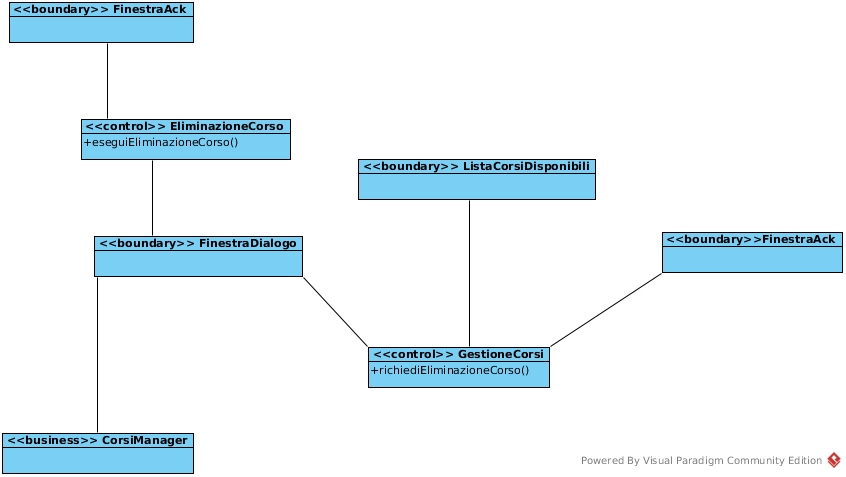 <<boundary>> FinestraAck
<<control>> EliminazioneCorso
+eseguiEliminazioneCorso()
<<boundary>> ListaCorsiDisponibili
<<boundary>> FinestraDialogo
<<boundary>>FinestraAck
<<control>> GestioneCorsi
+richiediEliminazioneCorso()
<<business>> CorsiManager
Powered By Visual Paradigm Community Edition